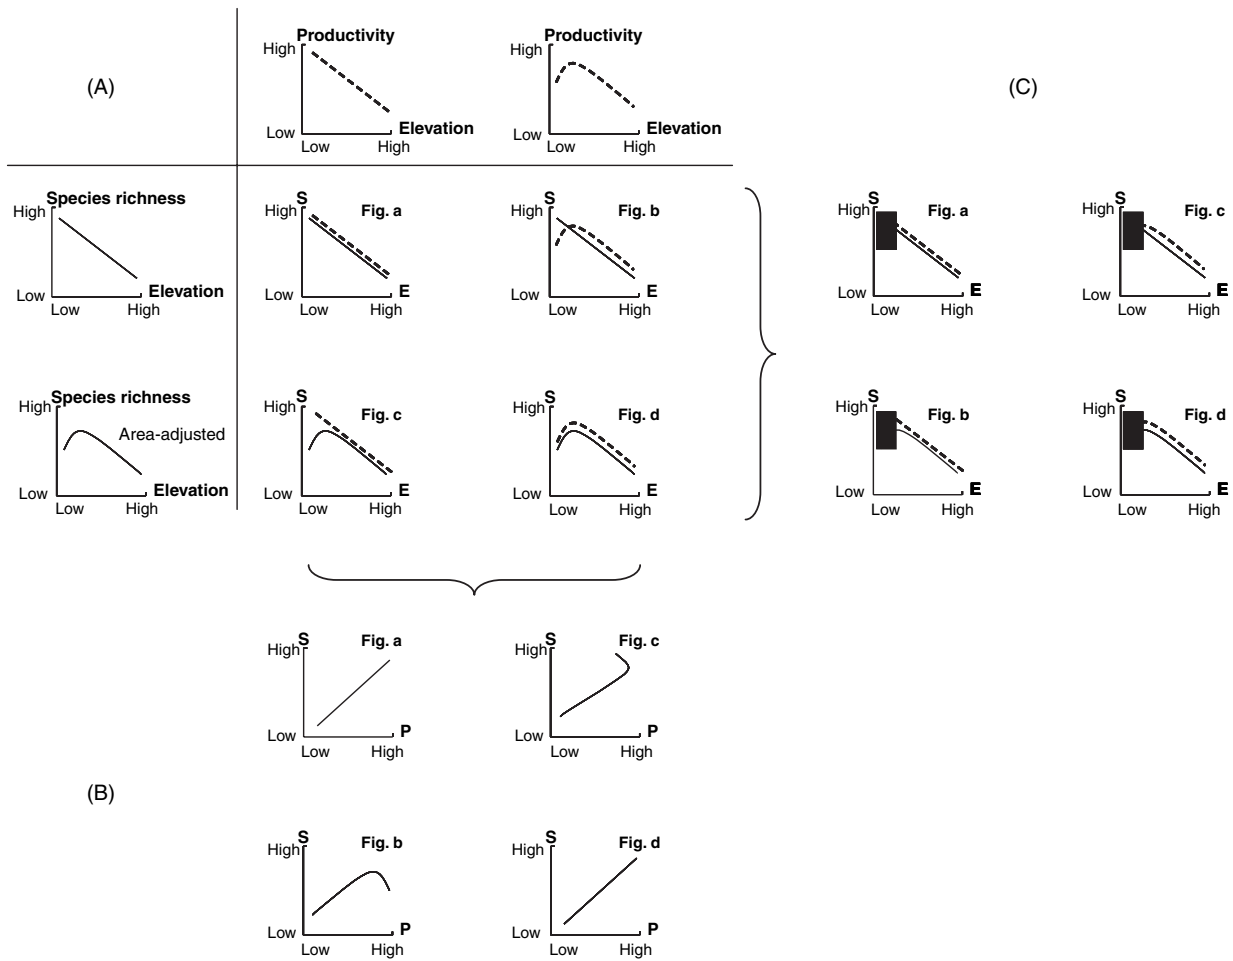 Productivity
High
Low
Elevation
Low
High
Productivity
High
Low
Elevation
Low
High
(A)
(C)
Species richness
High
Low
Elevation
Low
High
S
Fig. a
High
Low
E
Low
High
S
Fig. b
High
Low
E
Low
High
S
Fig. a
High
Low
E
Low
High
S
Fig. c
High
Low
E
Low
High
Species richness
High
Area-adjusted
Low
Elevation
Low
High
S
Fig. c
High
Low
E
Low
High
S
Fig. d
High
Low
E
Low
High
S
Fig. b
High
Low
E
Low
High
S
Fig. d
High
Low
E
Low
High
S
Fig. a
High
Low
P
Low
High
S
Fig. c
High
Low
P
Low
High
(B)
S
Fig. b
High
Low
P
Low
High
S
Fig. d
High
Low
P
Low
High